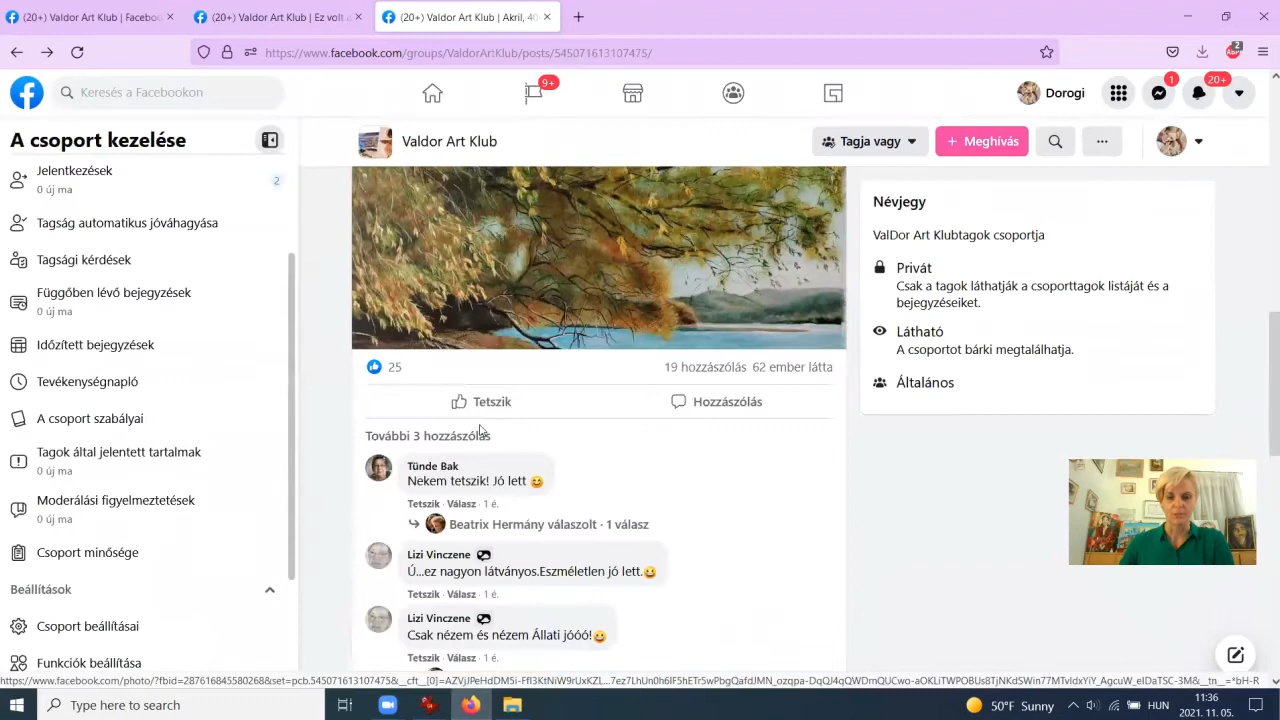 (20+) Valdor Art Klub | Facebo
(20+) Valdor Art Klub | Ez volt a
(20+) Valdor Art Klub | Akril, 40
https://www.facebook.com/groups/ValdorArtKlub/posts/545071613107475/
2
Keresés a Facebookon
9+
Dorogi
1
20+
A csoport kezelése
Valdor Art Klub
Tagja vagy
+ Meghívás
Jelentkezések
0 új ma
2
Tagság automatikus jóváhagyása
Tagsági kérdések
Függőben lévő bejegyzések
0 új ma
Időzített bejegyzések
Tevékenységnapló
A csoport szabályai
Tagok által jelentett tartalmak
0 új ma
Moderálási figyelmeztetések
0 új ma
Csoport minősége
Beállítások
Csoport beállításai
Funkciók beállítása
25
19 hozzászólás 62 ember látta
Tetszik
Hozzászólás
További 3 hozzászólás
Tünde Bak
Nekem tetszik! Jó lett 😊
Tetszik · Válasz · 1 é.
Beatrix Hermány válaszolt · 1 válasz
Lizi Vinczene
Ú...ez nagyon látványos.Eszméletlen jó lett.😀
Tetszik · Válasz · 1 é.
Lizi Vinczene
Csak nézem és nézem Állati jóóó!😀
Tetszik · Válasz · 1 é.
Névjegy
ValDor Art Klubtagok csoportja
Privát
Csak a tagok láthatják a csoporttagok listáját és a
bejegyzéseiket.
Látható
A csoportot bárki megtalálhatja.
Általános
Type here to search
50°F Sunny
HUN
11:36
2021. 11. 05.